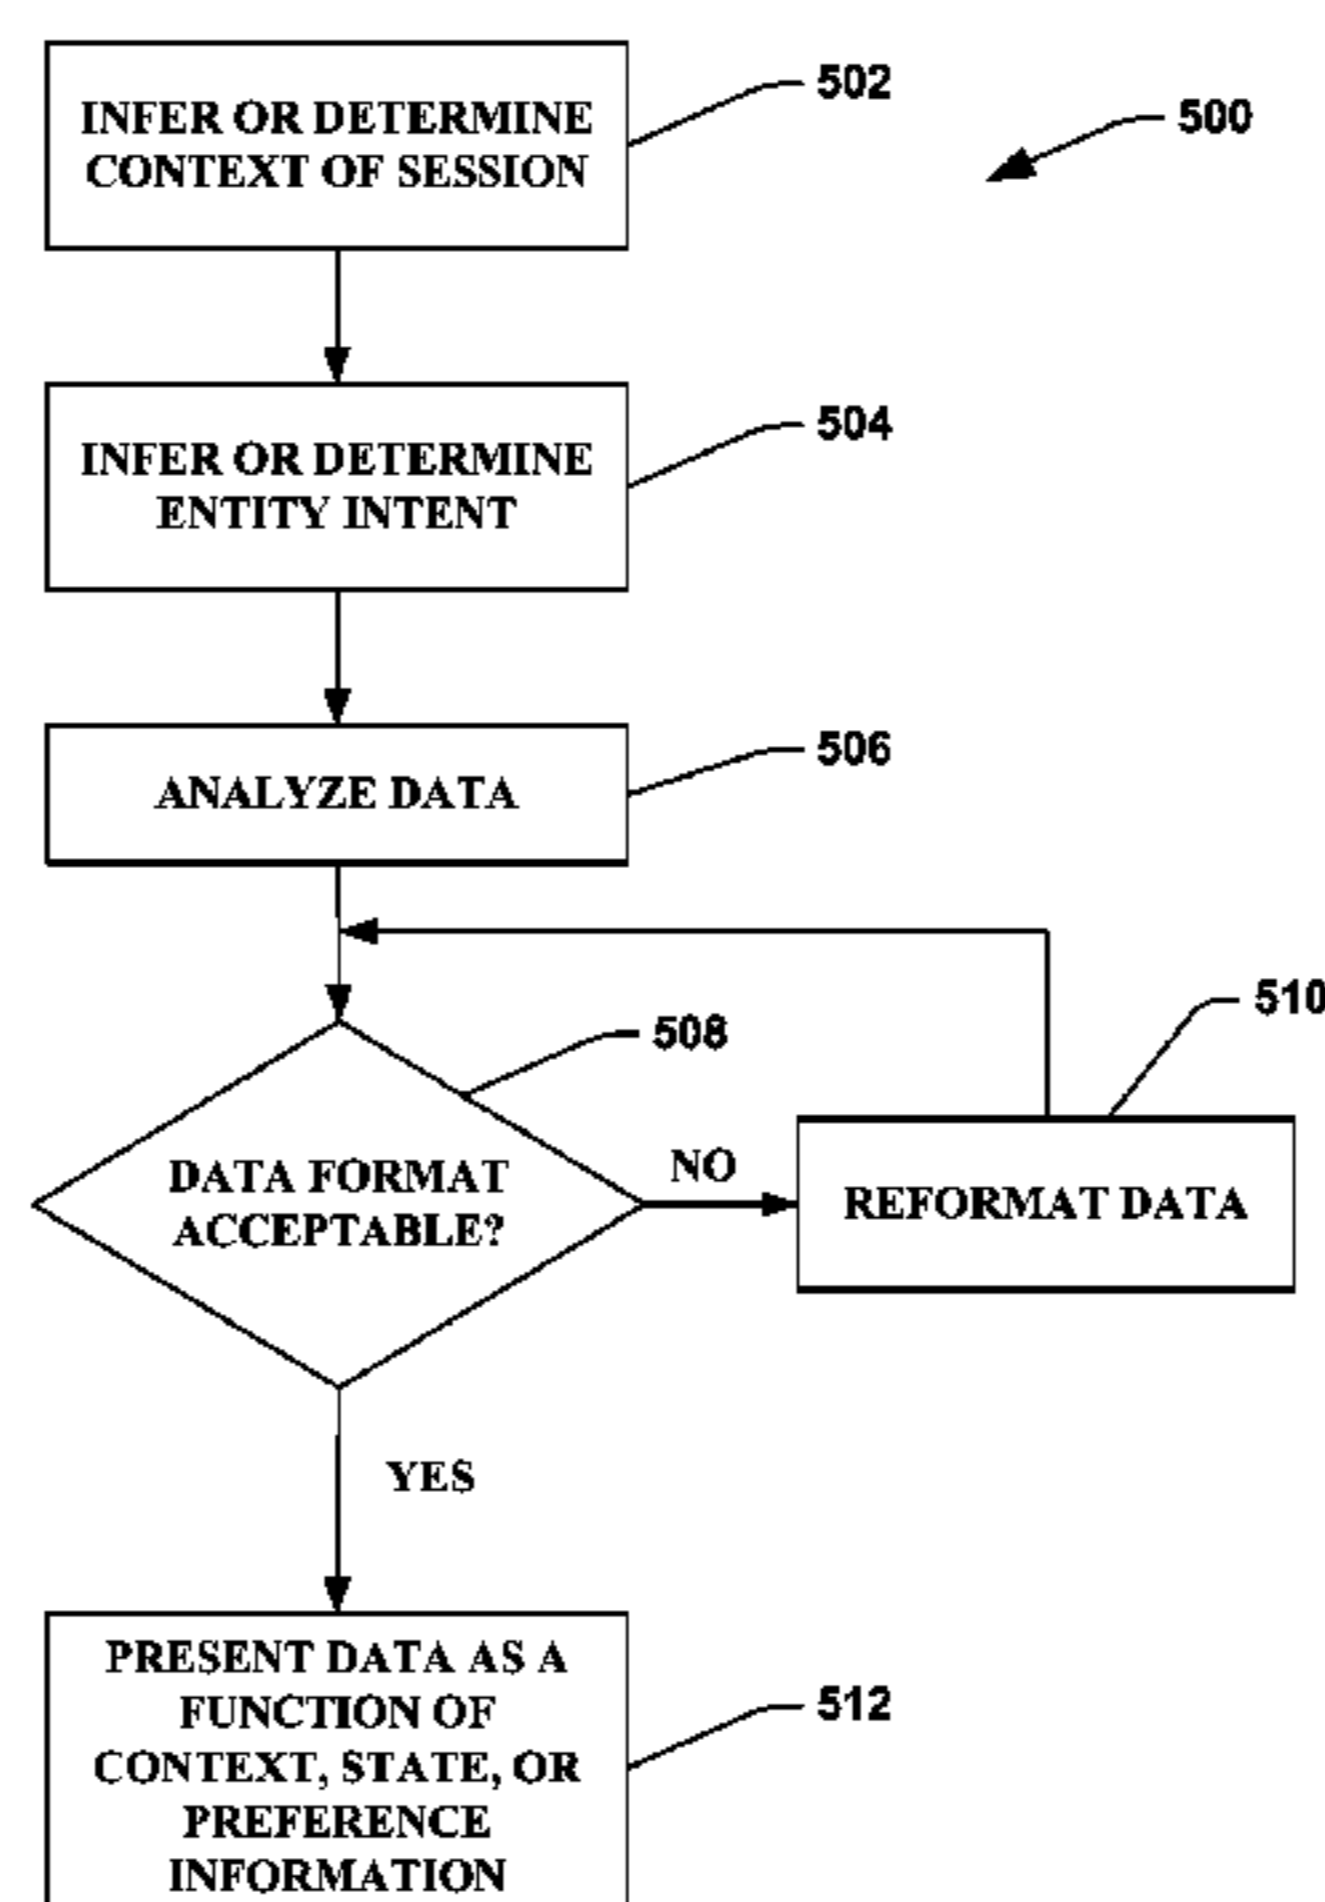 INFER OR DETERMINE
CONTEXT OF SESSION
502
500
INFER OR DETERMINE
ENTITY INTENT
504
ANALYZE DATA
506
508
510
DATA FORMAT
ACCEPTABLE?
NO
REFORMAT DATA
YES
PRESENT DATA AS A
FUNCTION OF
CONTEXT, STATE, OR
PREFERENCE
INFORMATION
512